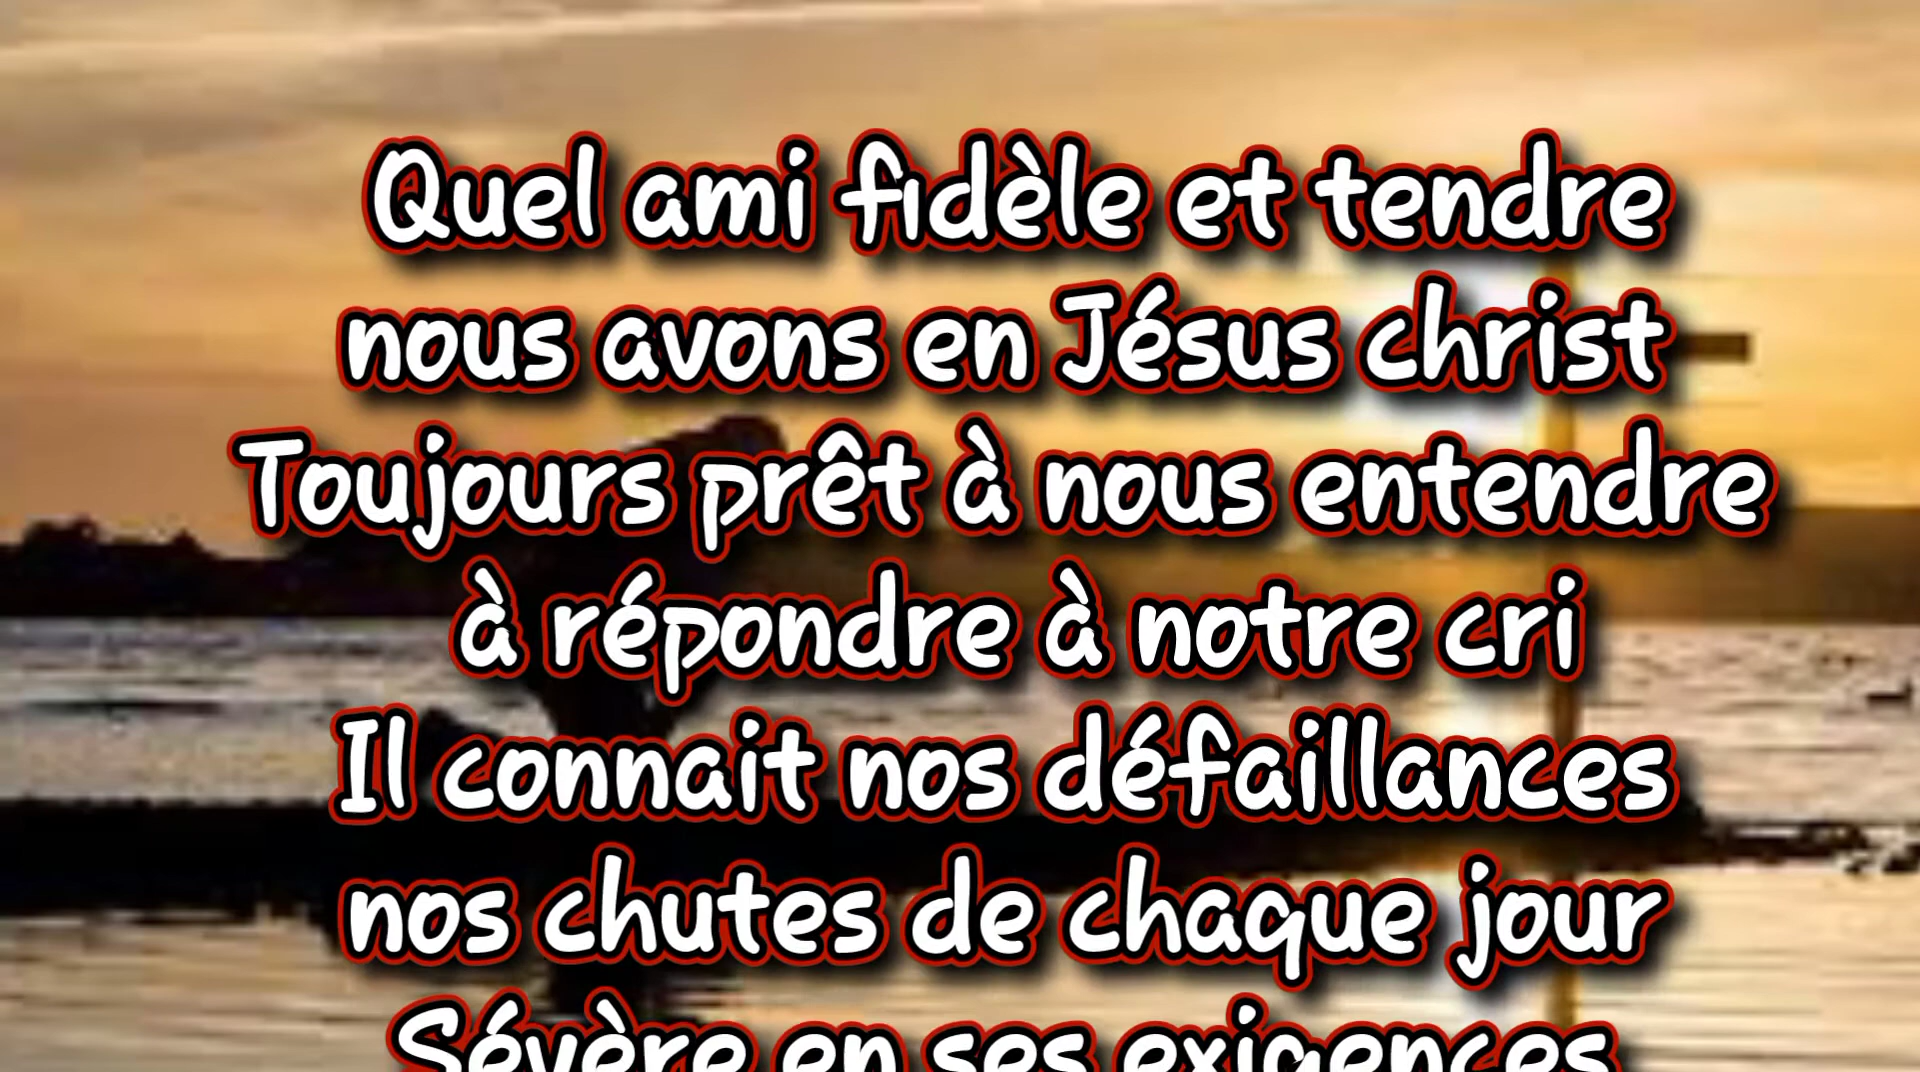 Quel ami fidèle et tendre
nous avons en Jésus christ
Toujours prêt à nous entendre
à répondre à notre cri
Il connait nos défaillances
nos chutes de chaque jour
Sévère en ses exigences